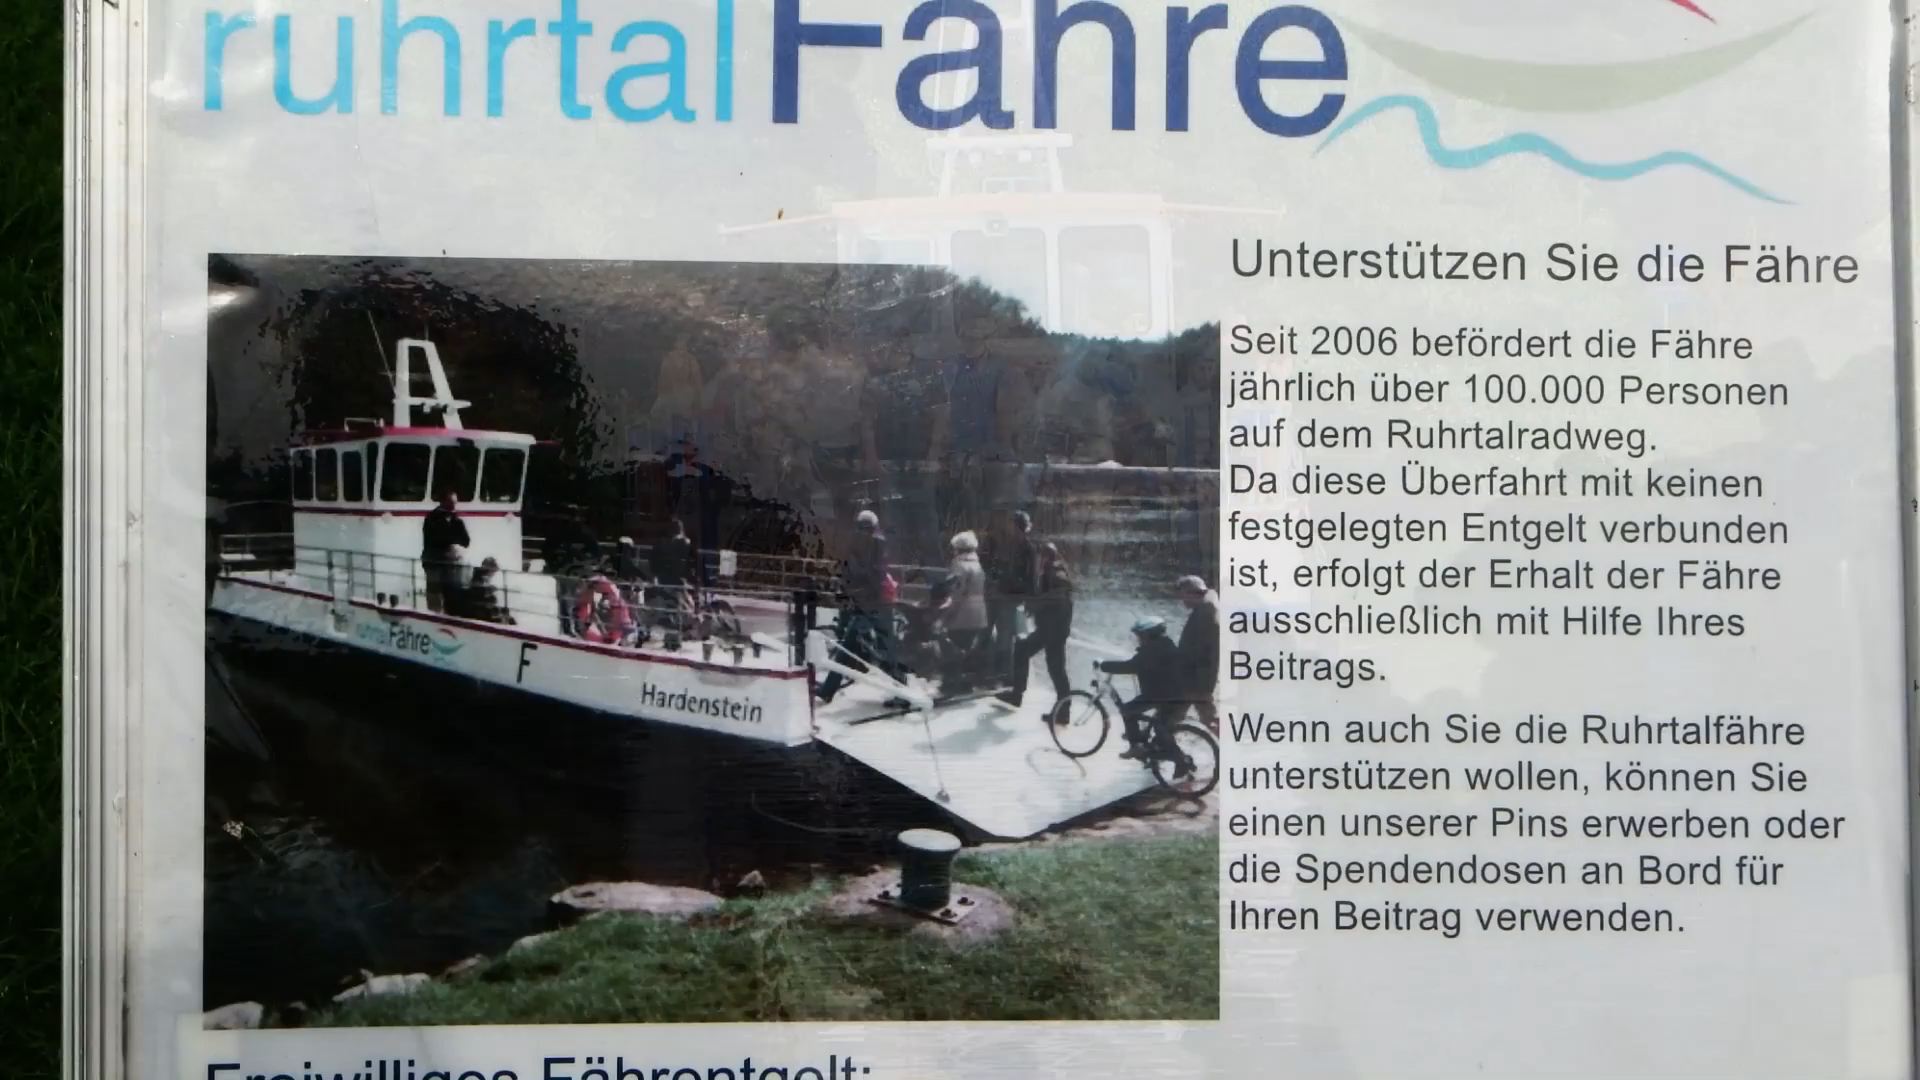 ruhrtalFähre
Unterstützen Sie die Fähre
Seit 2006 befördert die Fähre
jährlich über 100.000 Personen
auf dem Ruhrtalradweg.
Da diese Überfahrt mit keinen
festgelegten Entgelt verbunden
ist, erfolgt der Erhalt der Fähre
ausschließlich mit Hilfe Ihres
Beitrags.
Wenn auch Sie die Ruhrtalfähre
unterstützen wollen, können Sie
einen unserer Pins erwerben oder
die Spendendosen an Bord für
Ihren Beitrag verwenden.
ruhrtalFähre
F
Hardenstein
Freiwilliges Fährentgelt: